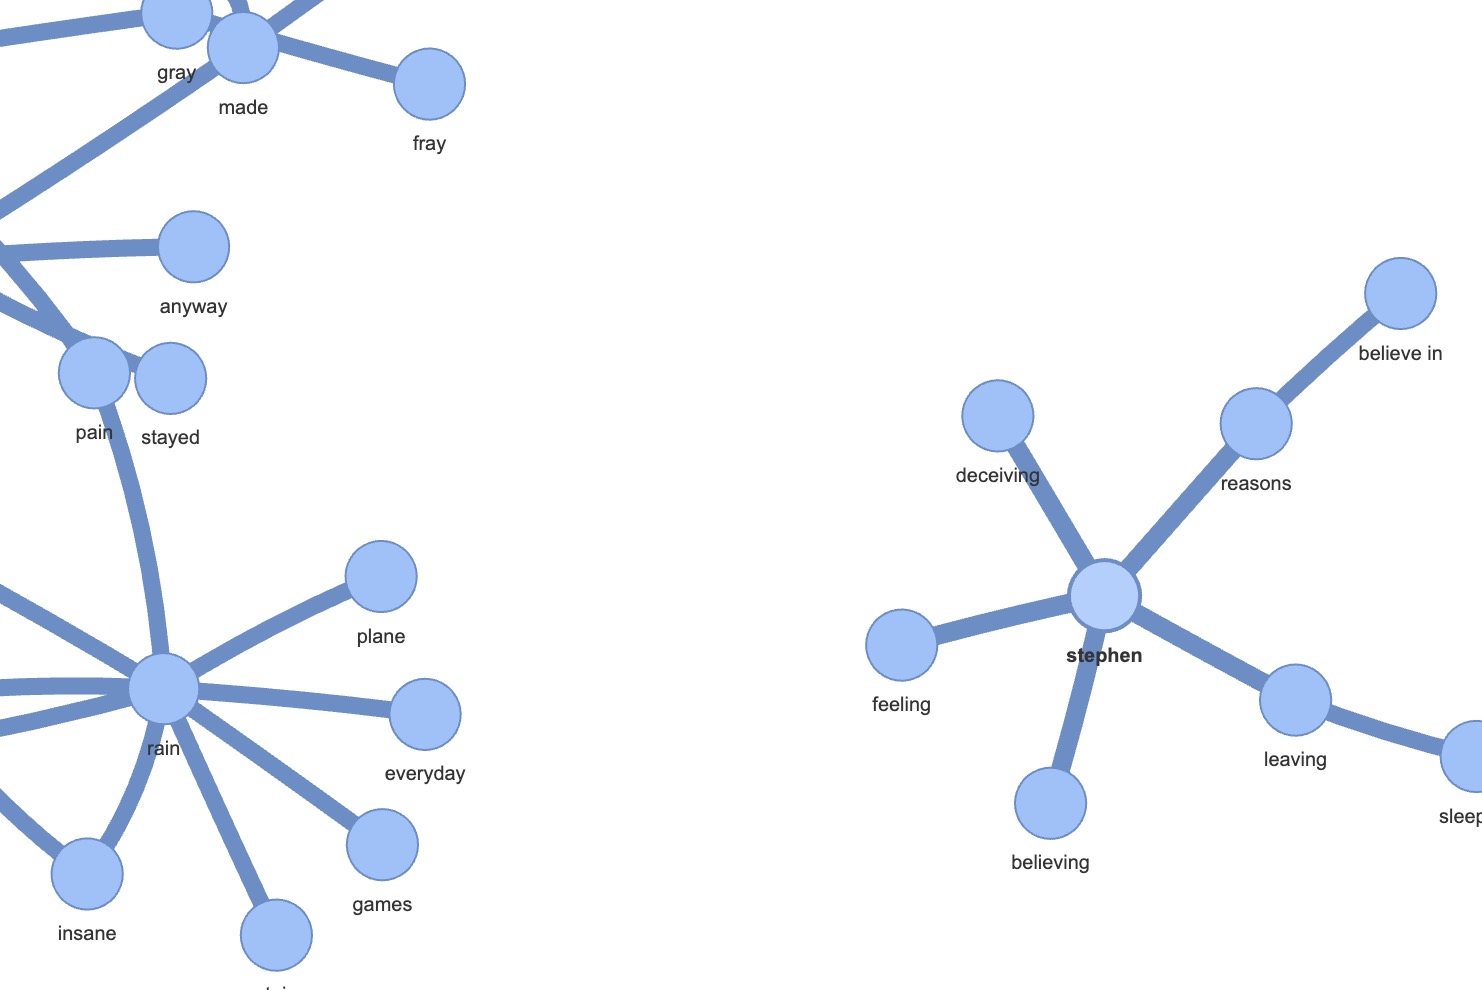 gray
made
fray
anyway
believe in
pain
stayed
deceiving
reasons
plane
stephen
feeling
rain
leaving
everyday
sleep
believing
games
insane